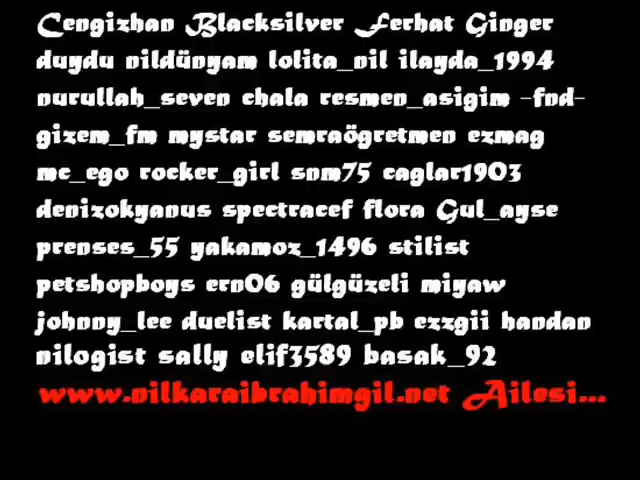 Cengizhan Blacksilver Ferhat Ginger
duydu nildünyam lolita_nil ilayda_1994
nurullah_seven chala resmen_asigim -fnd-
gizem_fm mystar semraögretmen ezmag
mc_ego rocker_girl snm75 caglar1903
denizokyanus spectracef flora Gul_ayse
prenses_55 yakamoz_1496 stilist
petshopboys ern06 gülgüzeli miyaw
johnny_lee duelist kartal_pb ezzgii handan
nilogist sally elif3589 basak_92
www.nilkaraibrahimgil.net Ailesi...